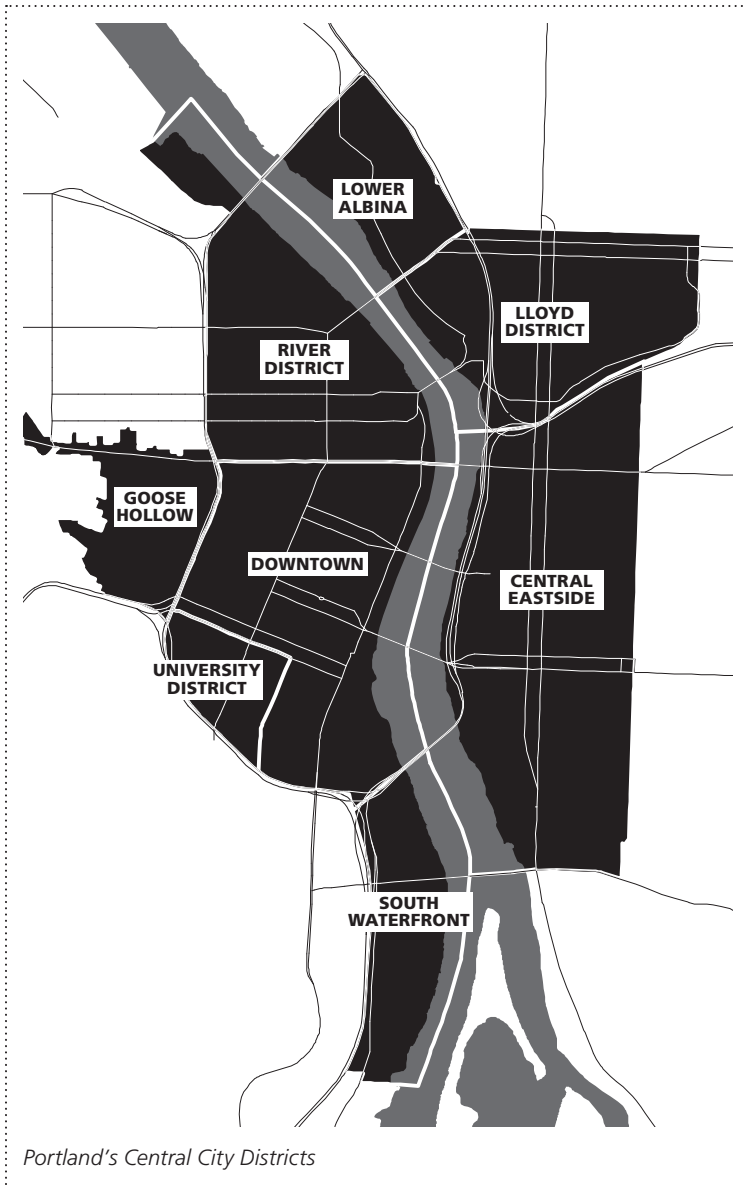 LOWER
ALBINA
LLOYD
DISTRICT
RIVER
DISTRICT
GOOSE
HOLLOW
DOWNTOWN
CENTRAL
EASTSIDE
UNIVERSITY
DISTRICT
SOUTH
WATERFRONT
Portland's Central City Districts